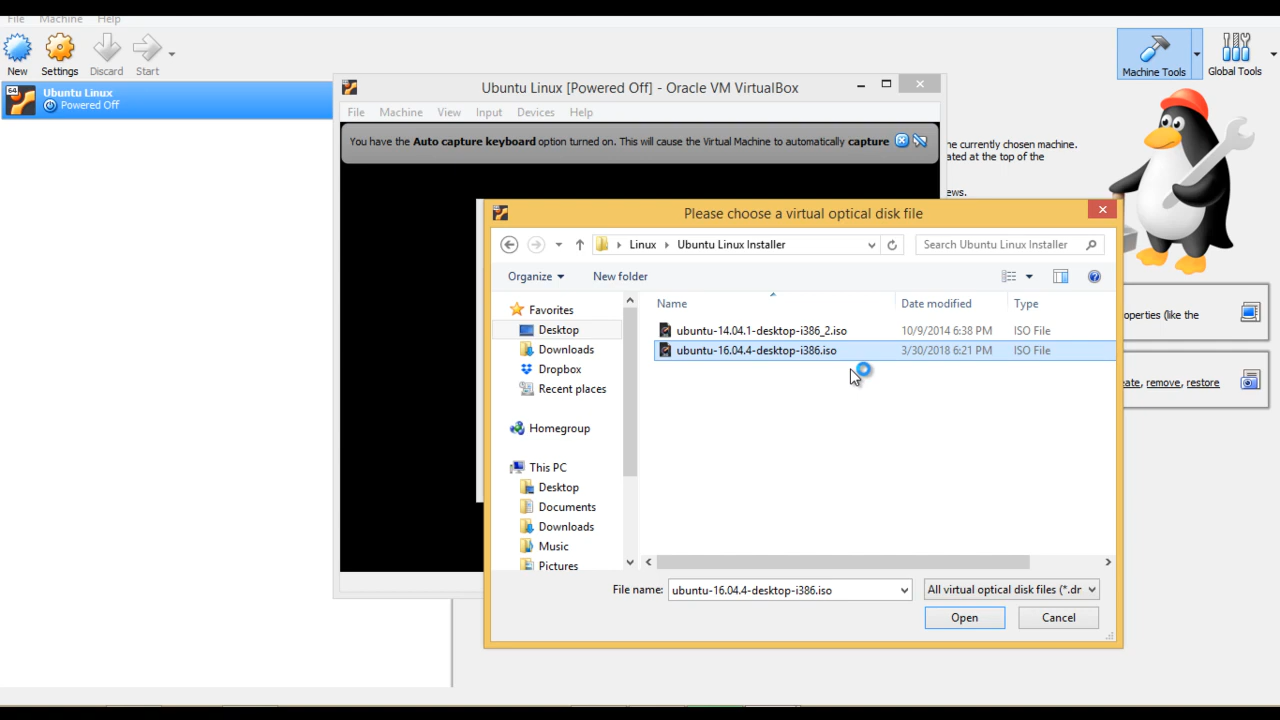 File Machine Help
New Settings Discard Start
Machine Tools Global Tools
64
Ubuntu Linux
Powered Off
Ubuntu Linux [Powered Off] - Oracle VM VirtualBox
File Machine View Input Devices Help
You have the Auto capture keyboard option turned on. This will cause the Virtual Machine to automatically capture
he currently chosen machine.
ated at the top of the
ews.
Please choose a virtual optical disk file
Linux Ubuntu Linux Installer
Search Ubuntu Linux Installer
Organize New folder
Name Date modified Type
ubuntu-14.04.1-desktop-i386_2.iso 10/9/2014 6:38 PM ISO File
ubuntu-16.04.4-desktop-i386.iso 3/30/2018 6:21 PM ISO File
Favorites
Desktop
Downloads
Dropbox
Recent places
Homegroup
This PC
Desktop
Documents
Downloads
Music
Pictures
operties (like the
eate, remove, restore
File name: ubuntu-16.04.4-desktop-i386.iso All virtual optical disk files (*.dr
Open Cancel